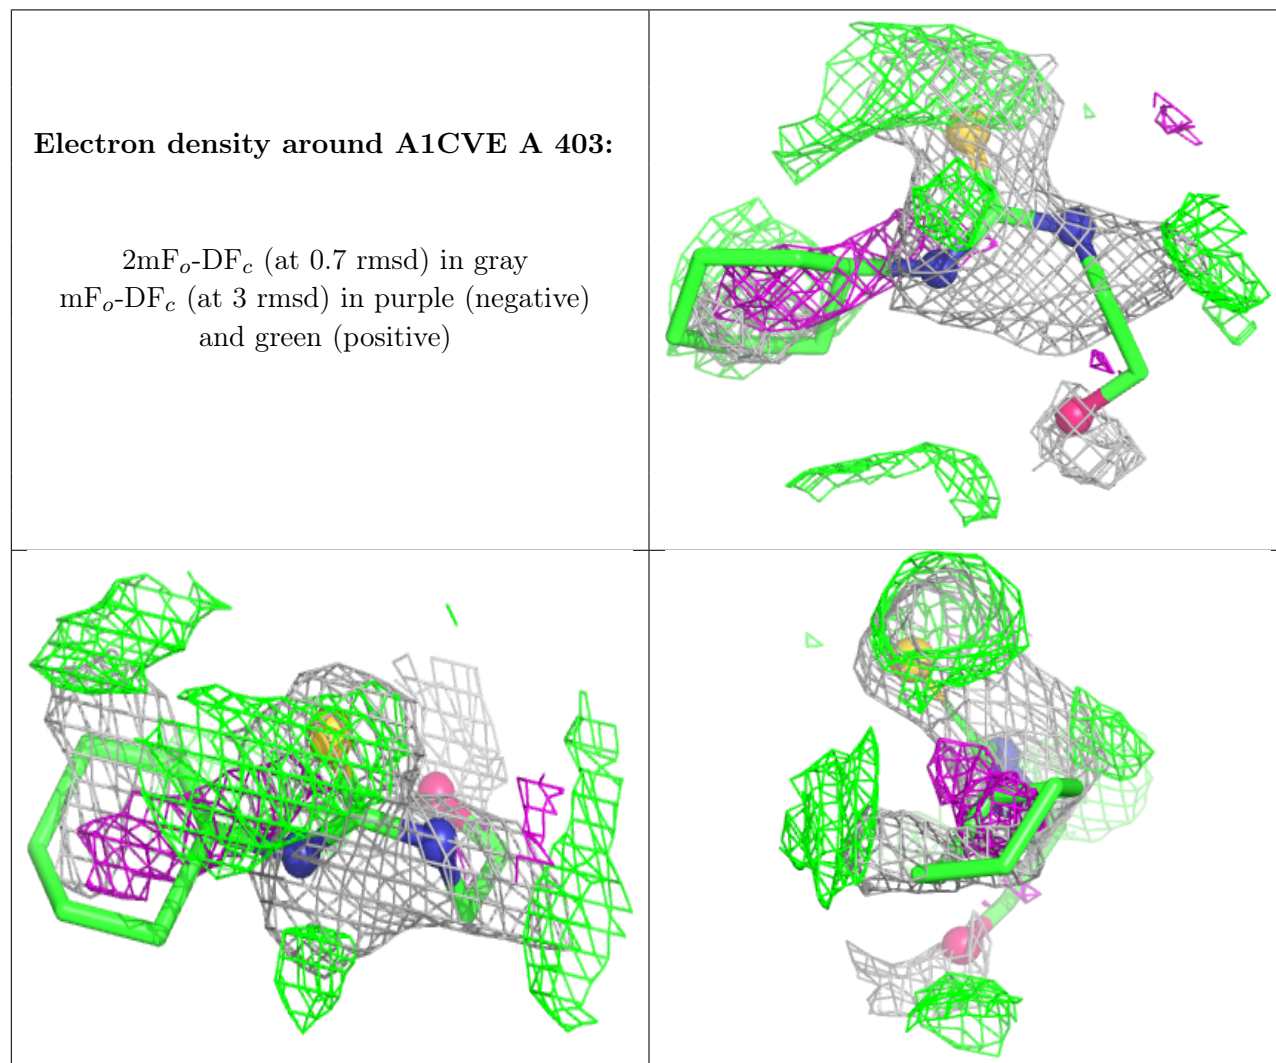 Electron density around A1CVE A 403:
2mFo-DFc (at 0.7 rmsd) in gray
mFo-DFc (at 3 rmsd) in purple (negative)
and green (positive)